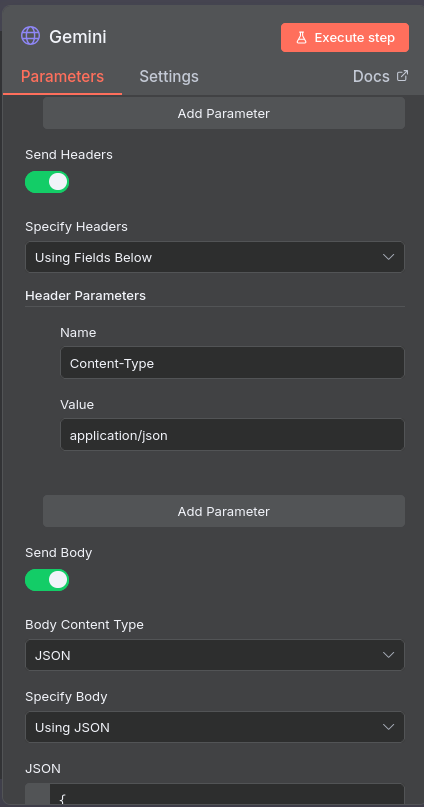 Gemini
Execute step
Parameters
Settings
Docs
Add Parameter
Send Headers
Specify Headers
Using Fields Below
Header Parameters
Name
Content-Type
Value
application/json
Add Parameter
Send Body
Body Content Type
JSON
Specify Body
Using JSON
JSON
{